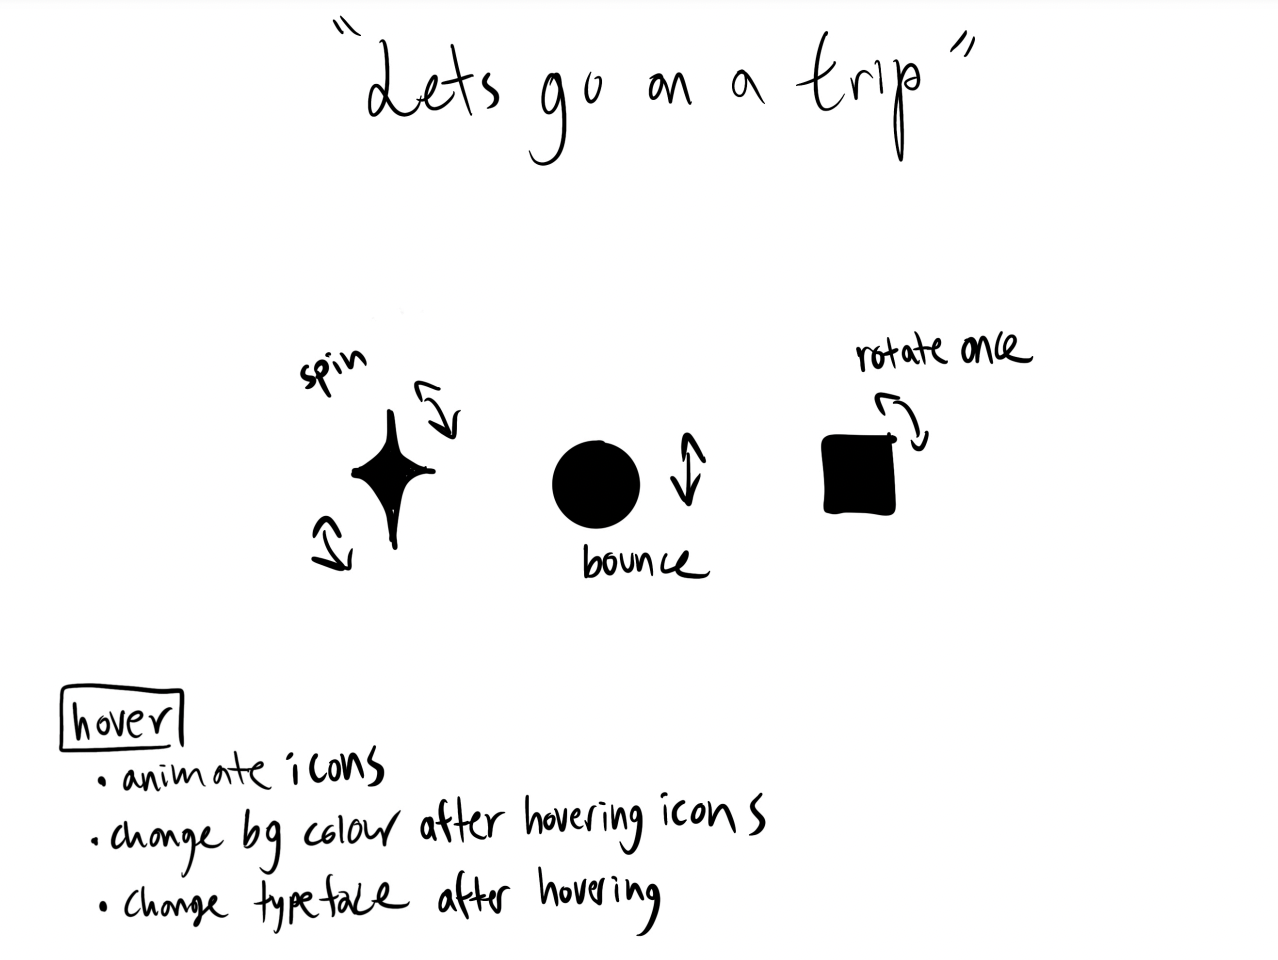 "Lets go on a trip"
spin
rotate once
bounce
hover
• animate icons
• change bg colour after hovering icons
• change typeface after hovering